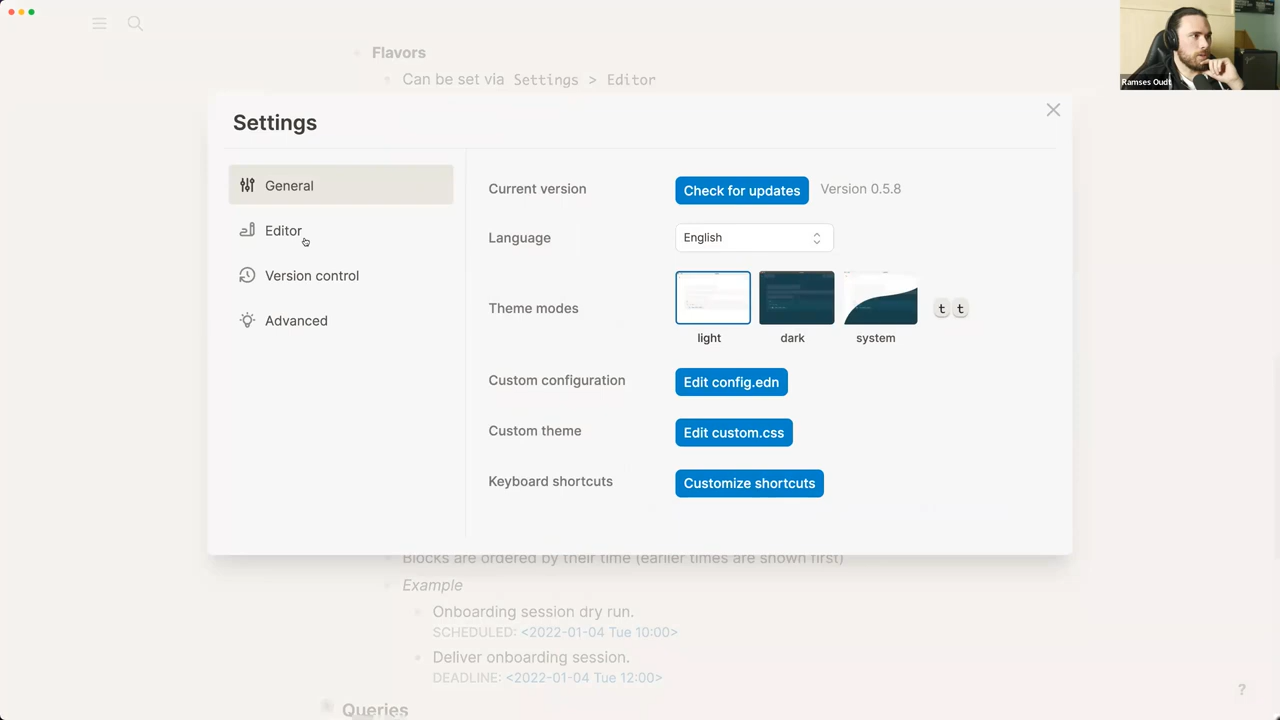 Flavors
Can be set via Settings > Editor
Ramses Oudt
Settings
General
Editor
Version control
Advanced
Current version
Check for updates
Version 0.5.8
Language
English
Theme modes
light
dark
system
t t
Custom configuration
Edit config.edn
Custom theme
Edit custom.css
Keyboard shortcuts
Customize shortcuts
Blocks are ordered by their time (earlier times are shown first)
Example
Onboarding session dry run.
SCHEDULED: <2022-01-04 Tue 10:00>
Deliver onboarding session.
DEADLINE: <2022-01-04 Tue 12:00>
Queries
?